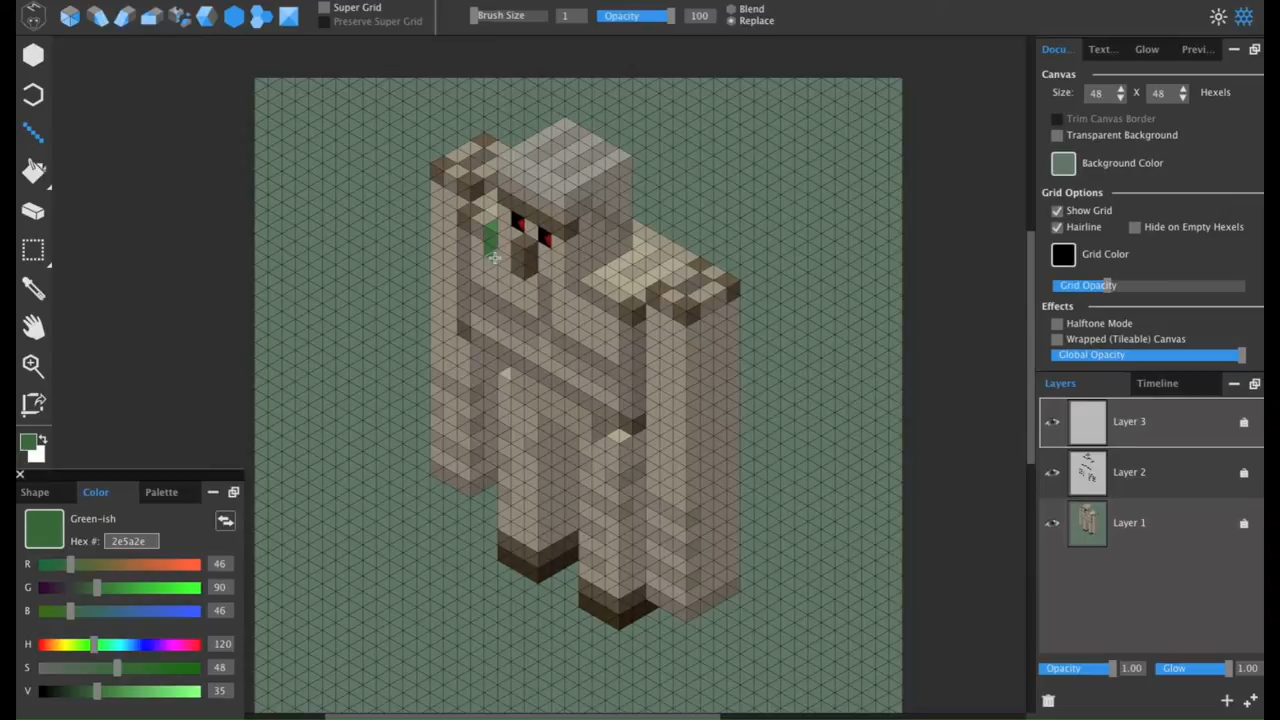 Super Grid
Preserve Super Grid
Brush Size 1
Opacity 100
Blend
Replace
Docu... Text... Glow Previ...
Canvas
Size: 48 X 48 Hexels
Trim Canvas Border
Transparent Background
Background Color
Grid Options
Show Grid
Hairline Hide on Empty Hexels
Grid Color
Grid Opacity
Effects
Halftone Mode
Wrapped (Tileable) Canvas
Global Opacity
Layers Timeline
Layer 3
Layer 2
Layer 1
Opacity 1.00 Glow 1.00
Shape Color Palette
Green-ish
Hex #: 2e5a2e
R 46
G 90
B 46
H 120
S 48
V 35